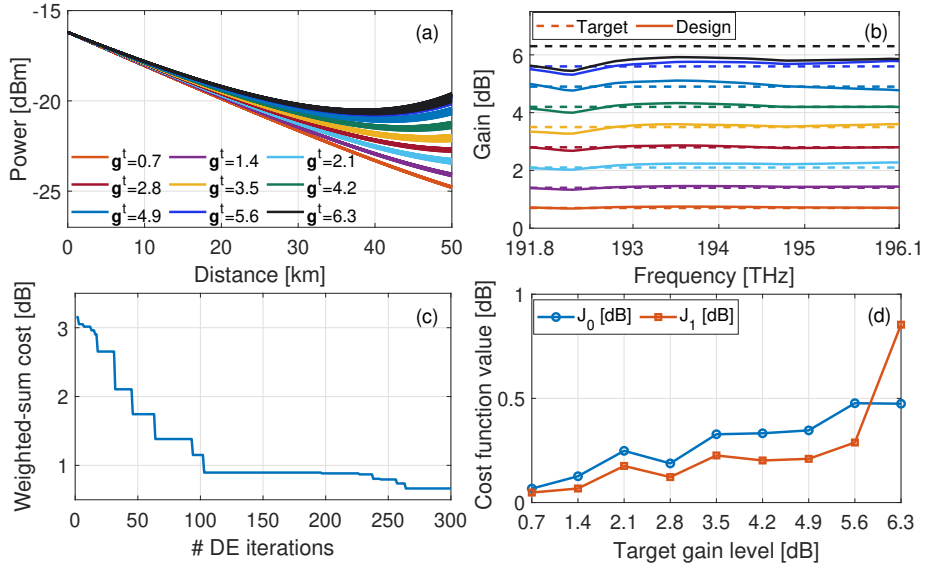 (a)
Power [dBm]
-15
-20
-25
g^t=0.7 g^t=1.4 g^t=2.1
g^t=2.8 g^t=3.5 g^t=4.2
g^t=4.9 g^t=5.6 g^t=6.3
0 10 20 30 40 50
Distance [km]
(b)
Target Design
Gain [dB]
6
4
2
0
191.8 193 194 195 196.1
Frequency [THz]
(c)
Weighted-sum cost [dB]
3
2
1
0 50 100 150 200 250 300
# DE iterations
(d)
J_0 [dB] J_1 [dB]
Cost function value [dB]
1
0.5
0
0.7 1.4 2.1 2.8 3.5 4.2 4.9 5.6 6.3
Target gain level [dB]